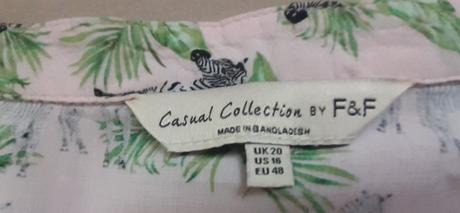 Casual Collection BY F&F
MADE IN BANGLADESH
UK 20
US 16
EU 48